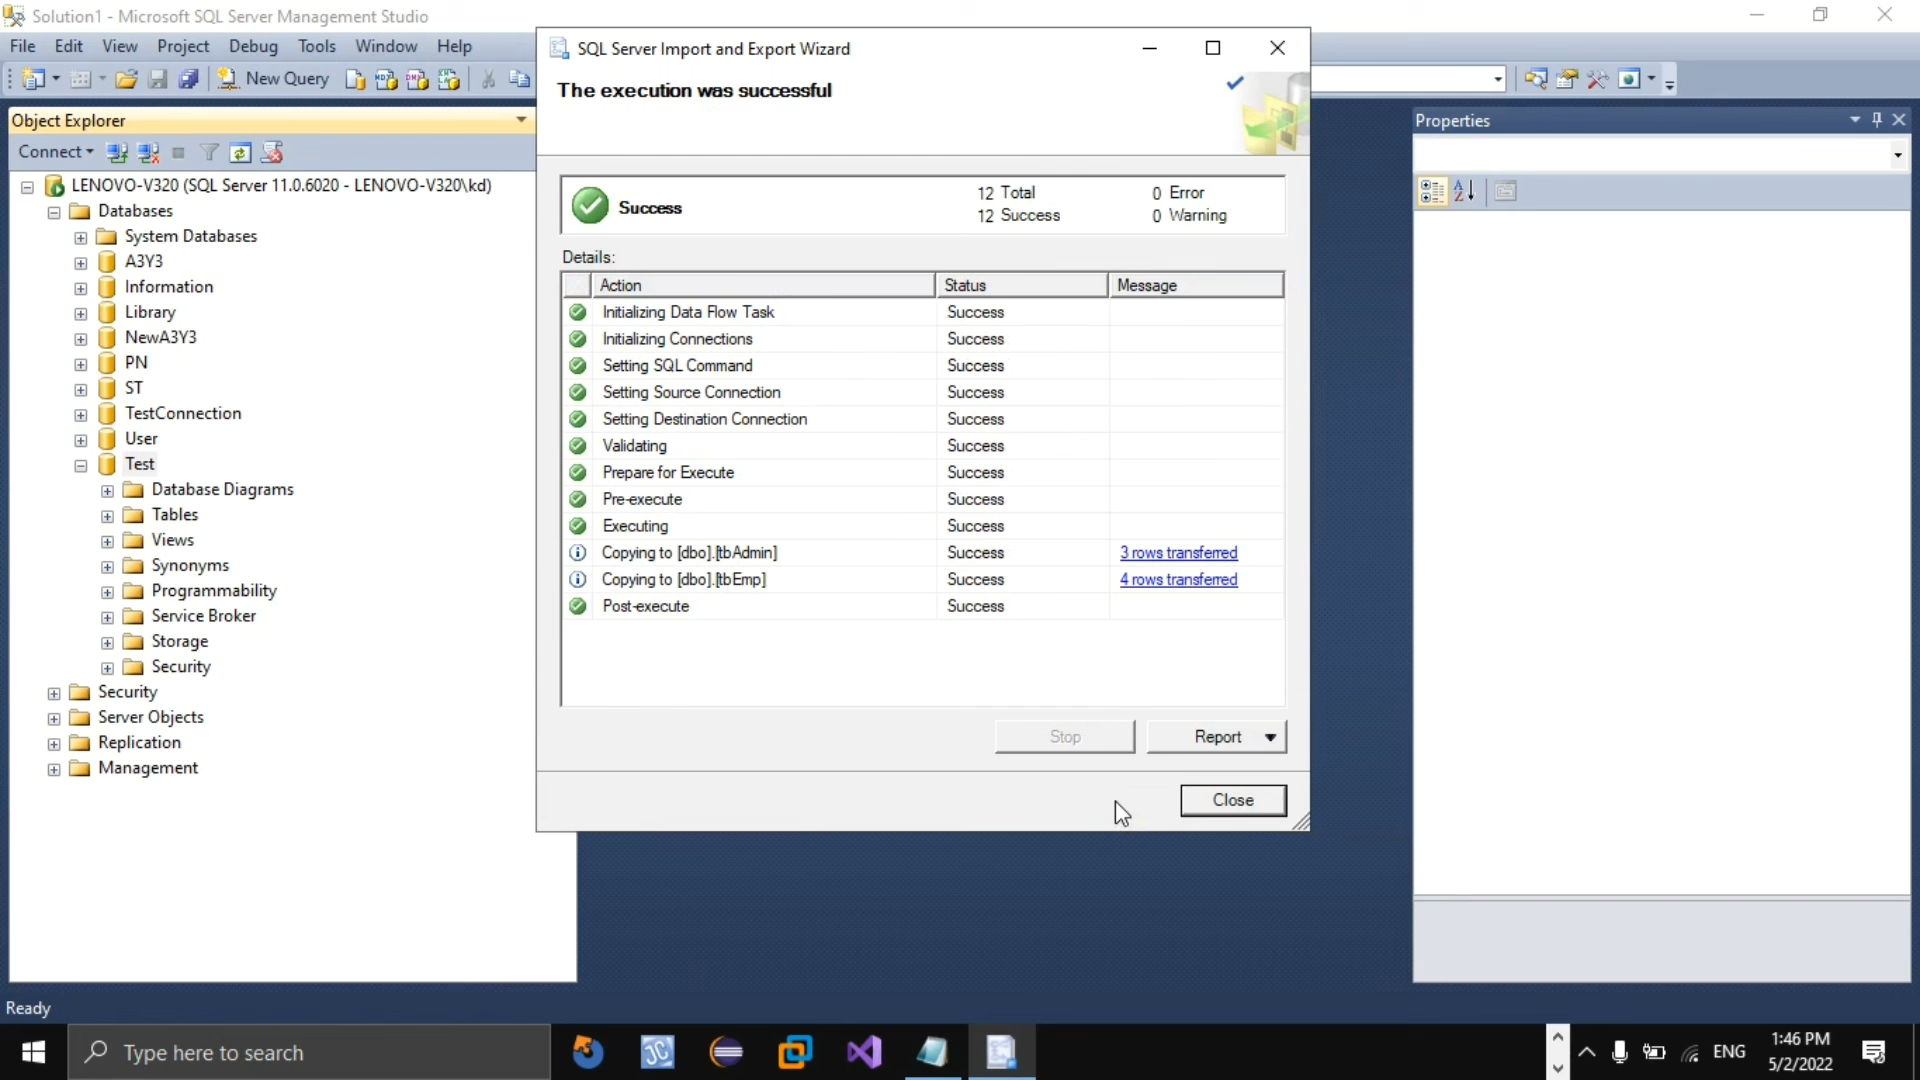 Solution1 - Microsoft SQL Server Management Studio
File Edit View Project Debug Tools Window Help
New Query
Object Explorer
Connect
LENOVO-V320 (SQL Server 11.0.6020 - LENOVO-V320\kd)
Databases
System Databases
A3Y3
Information
Library
NewA3Y3
PN
ST
TestConnection
User
Test
Database Diagrams
Tables
Views
Synonyms
Programmability
Service Broker
Storage
Security
Security
Server Objects
Replication
Management
SQL Server Import and Export Wizard
The execution was successful
Success
12 Total 0 Error
12 Success 0 Warning
Details:
Action Status Message
Initializing Data Flow Task Success
Initializing Connections Success
Setting SQL Command Success
Setting Source Connection Success
Setting Destination Connection Success
Validating Success
Prepare for Execute Success
Pre-execute Success
Executing Success
Copying to [dbo].[tbAdmin] Success 3 rows transferred
Copying to [dbo].[tbEmp] Success 4 rows transferred
Post-execute Success
Stop Report
Close
Properties
Ready
Type here to search
JC
ENG
1:46 PM
5/2/2022